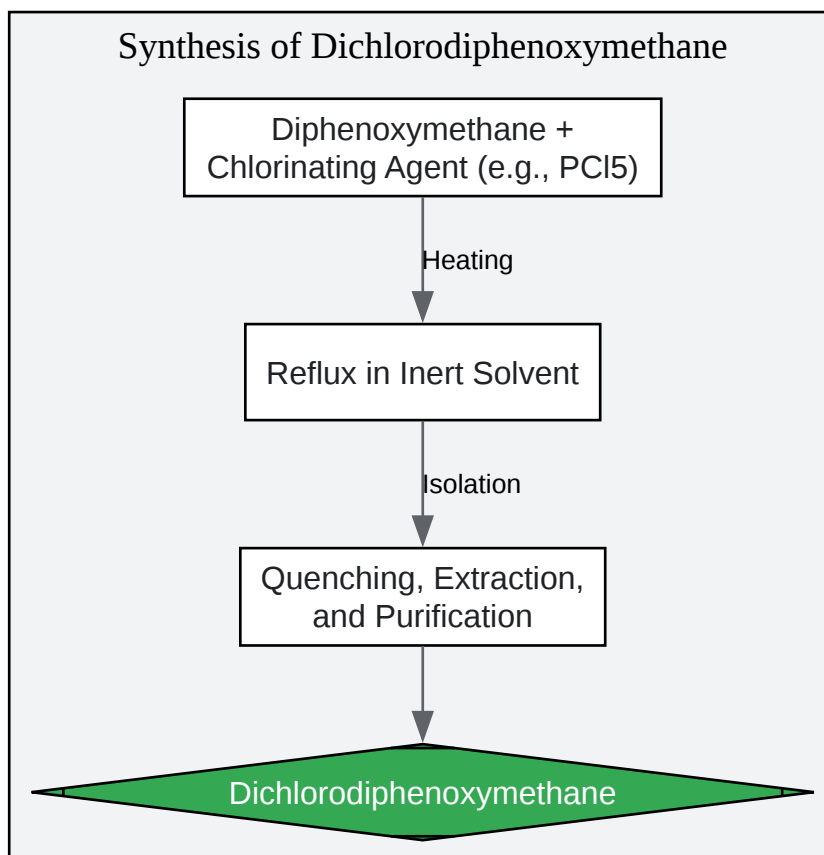 Synthesis of Dichlorodiphenoxymethane
Diphenoxymethane +
Chlorinating Agent (e.g., PCl5)
Heating
Reflux in Inert Solvent
Isolation
Quenching, Extraction,
and Purification
Dichlorodiphenoxymethane